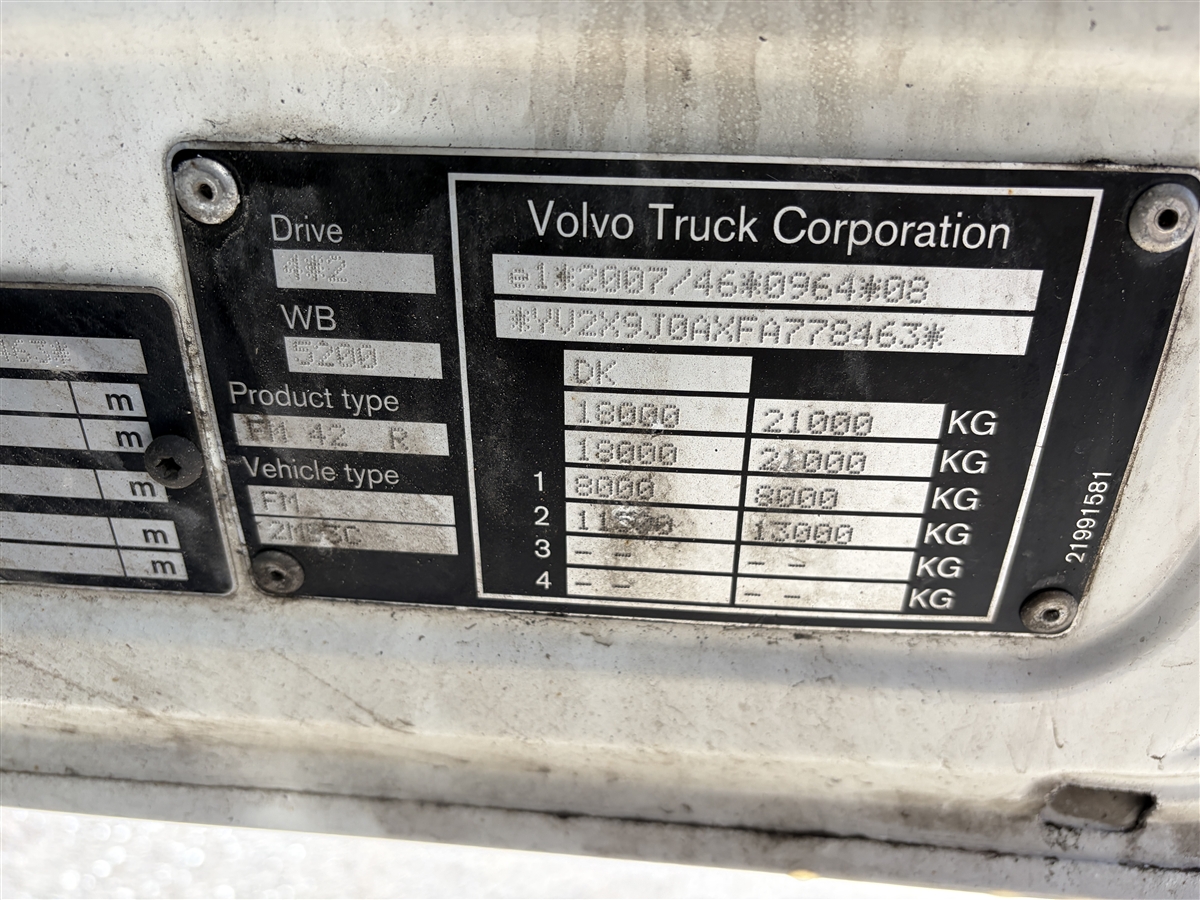 Volvo Truck Corporation
Drive
4*2
WB
5200
Product type
FM 42 R
Vehicle type
FM
e1*2007/46*0964*08
*YV2X9J0AXFA778463*
DK
18000 21000 KG
18000 21000 KG
1 8000 8000 KG
2 13000 KG
3 - - - - KG
4 - - - - KG
21991581
463*
m
m
m
m
m